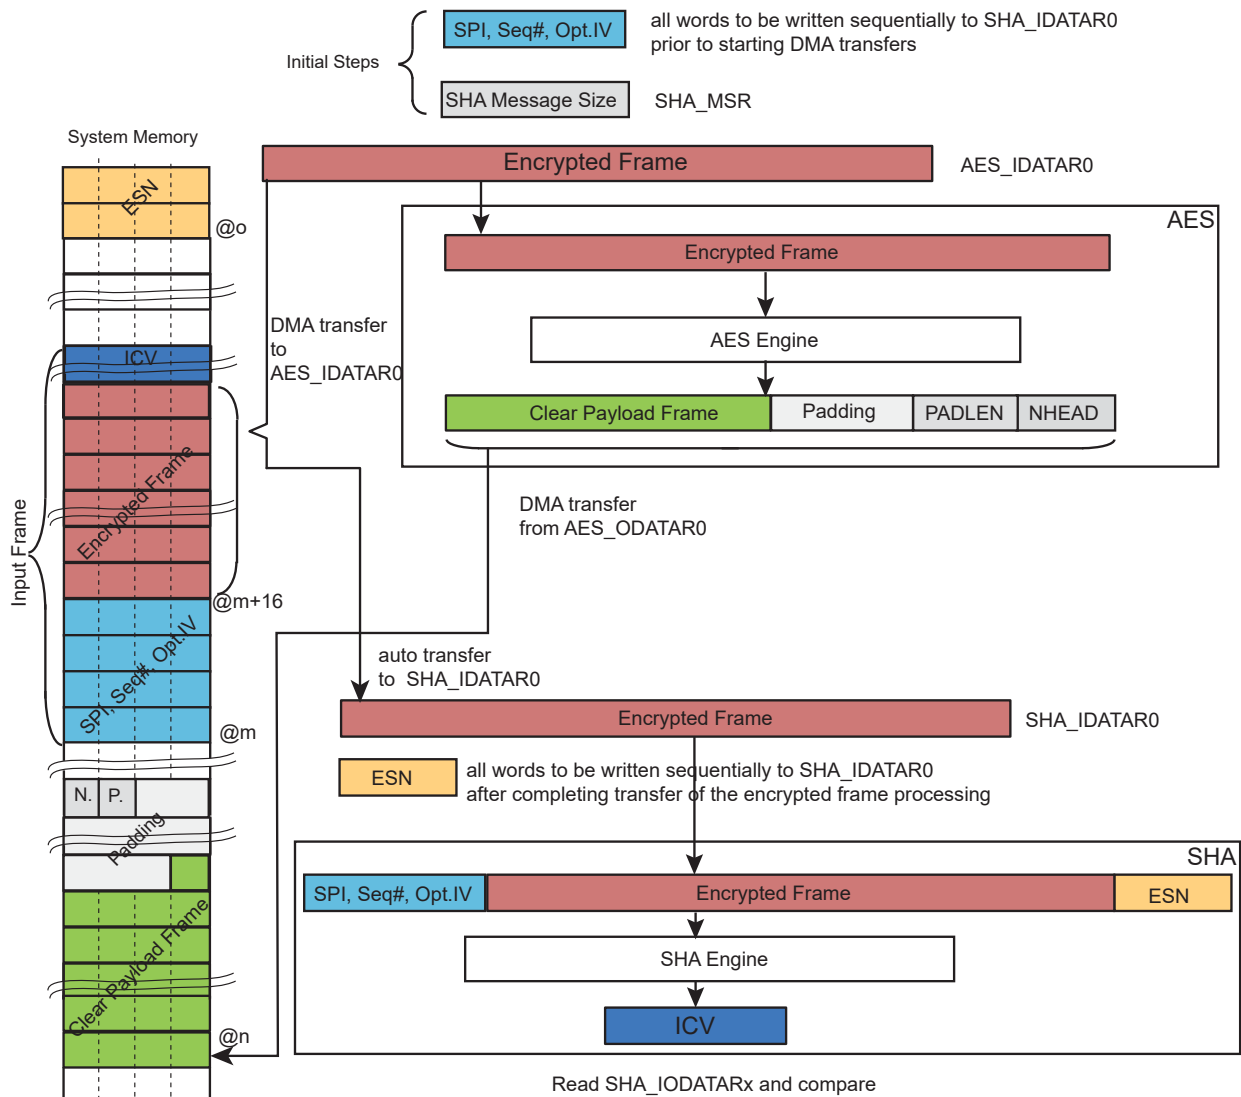 SPI, Seq#, Opt.IV
all words to be written sequentially to SHA_IDATAR0
prior to starting DMA transfers
Initial Steps
SHA Message Size
SHA_MSR
System Memory
Encrypted Frame
AES_IDATAR0
ESN
@o
AES
Encrypted Frame
DMA transfer
to
AES_IDATAR0
AES Engine
ICV
Clear Payload Frame
Padding
PADLEN
NHEAD
Input Frame
Encrypted Frame
DMA transfer
from AES_ODATAR0
@m+16
SPI, Seq#, Opt.IV
auto transfer
to SHA_IDATAR0
@m
Encrypted Frame
SHA_IDATAR0
ESN
all words to be written sequentially to SHA_IDATAR0
after completing transfer of the encrypted frame processing
N.
P.
Padding
SHA
SPI, Seq#, Opt.IV
Encrypted Frame
ESN
Clear Payload Frame
SHA Engine
ICV
@n
Read SHA_IODATARx and compare